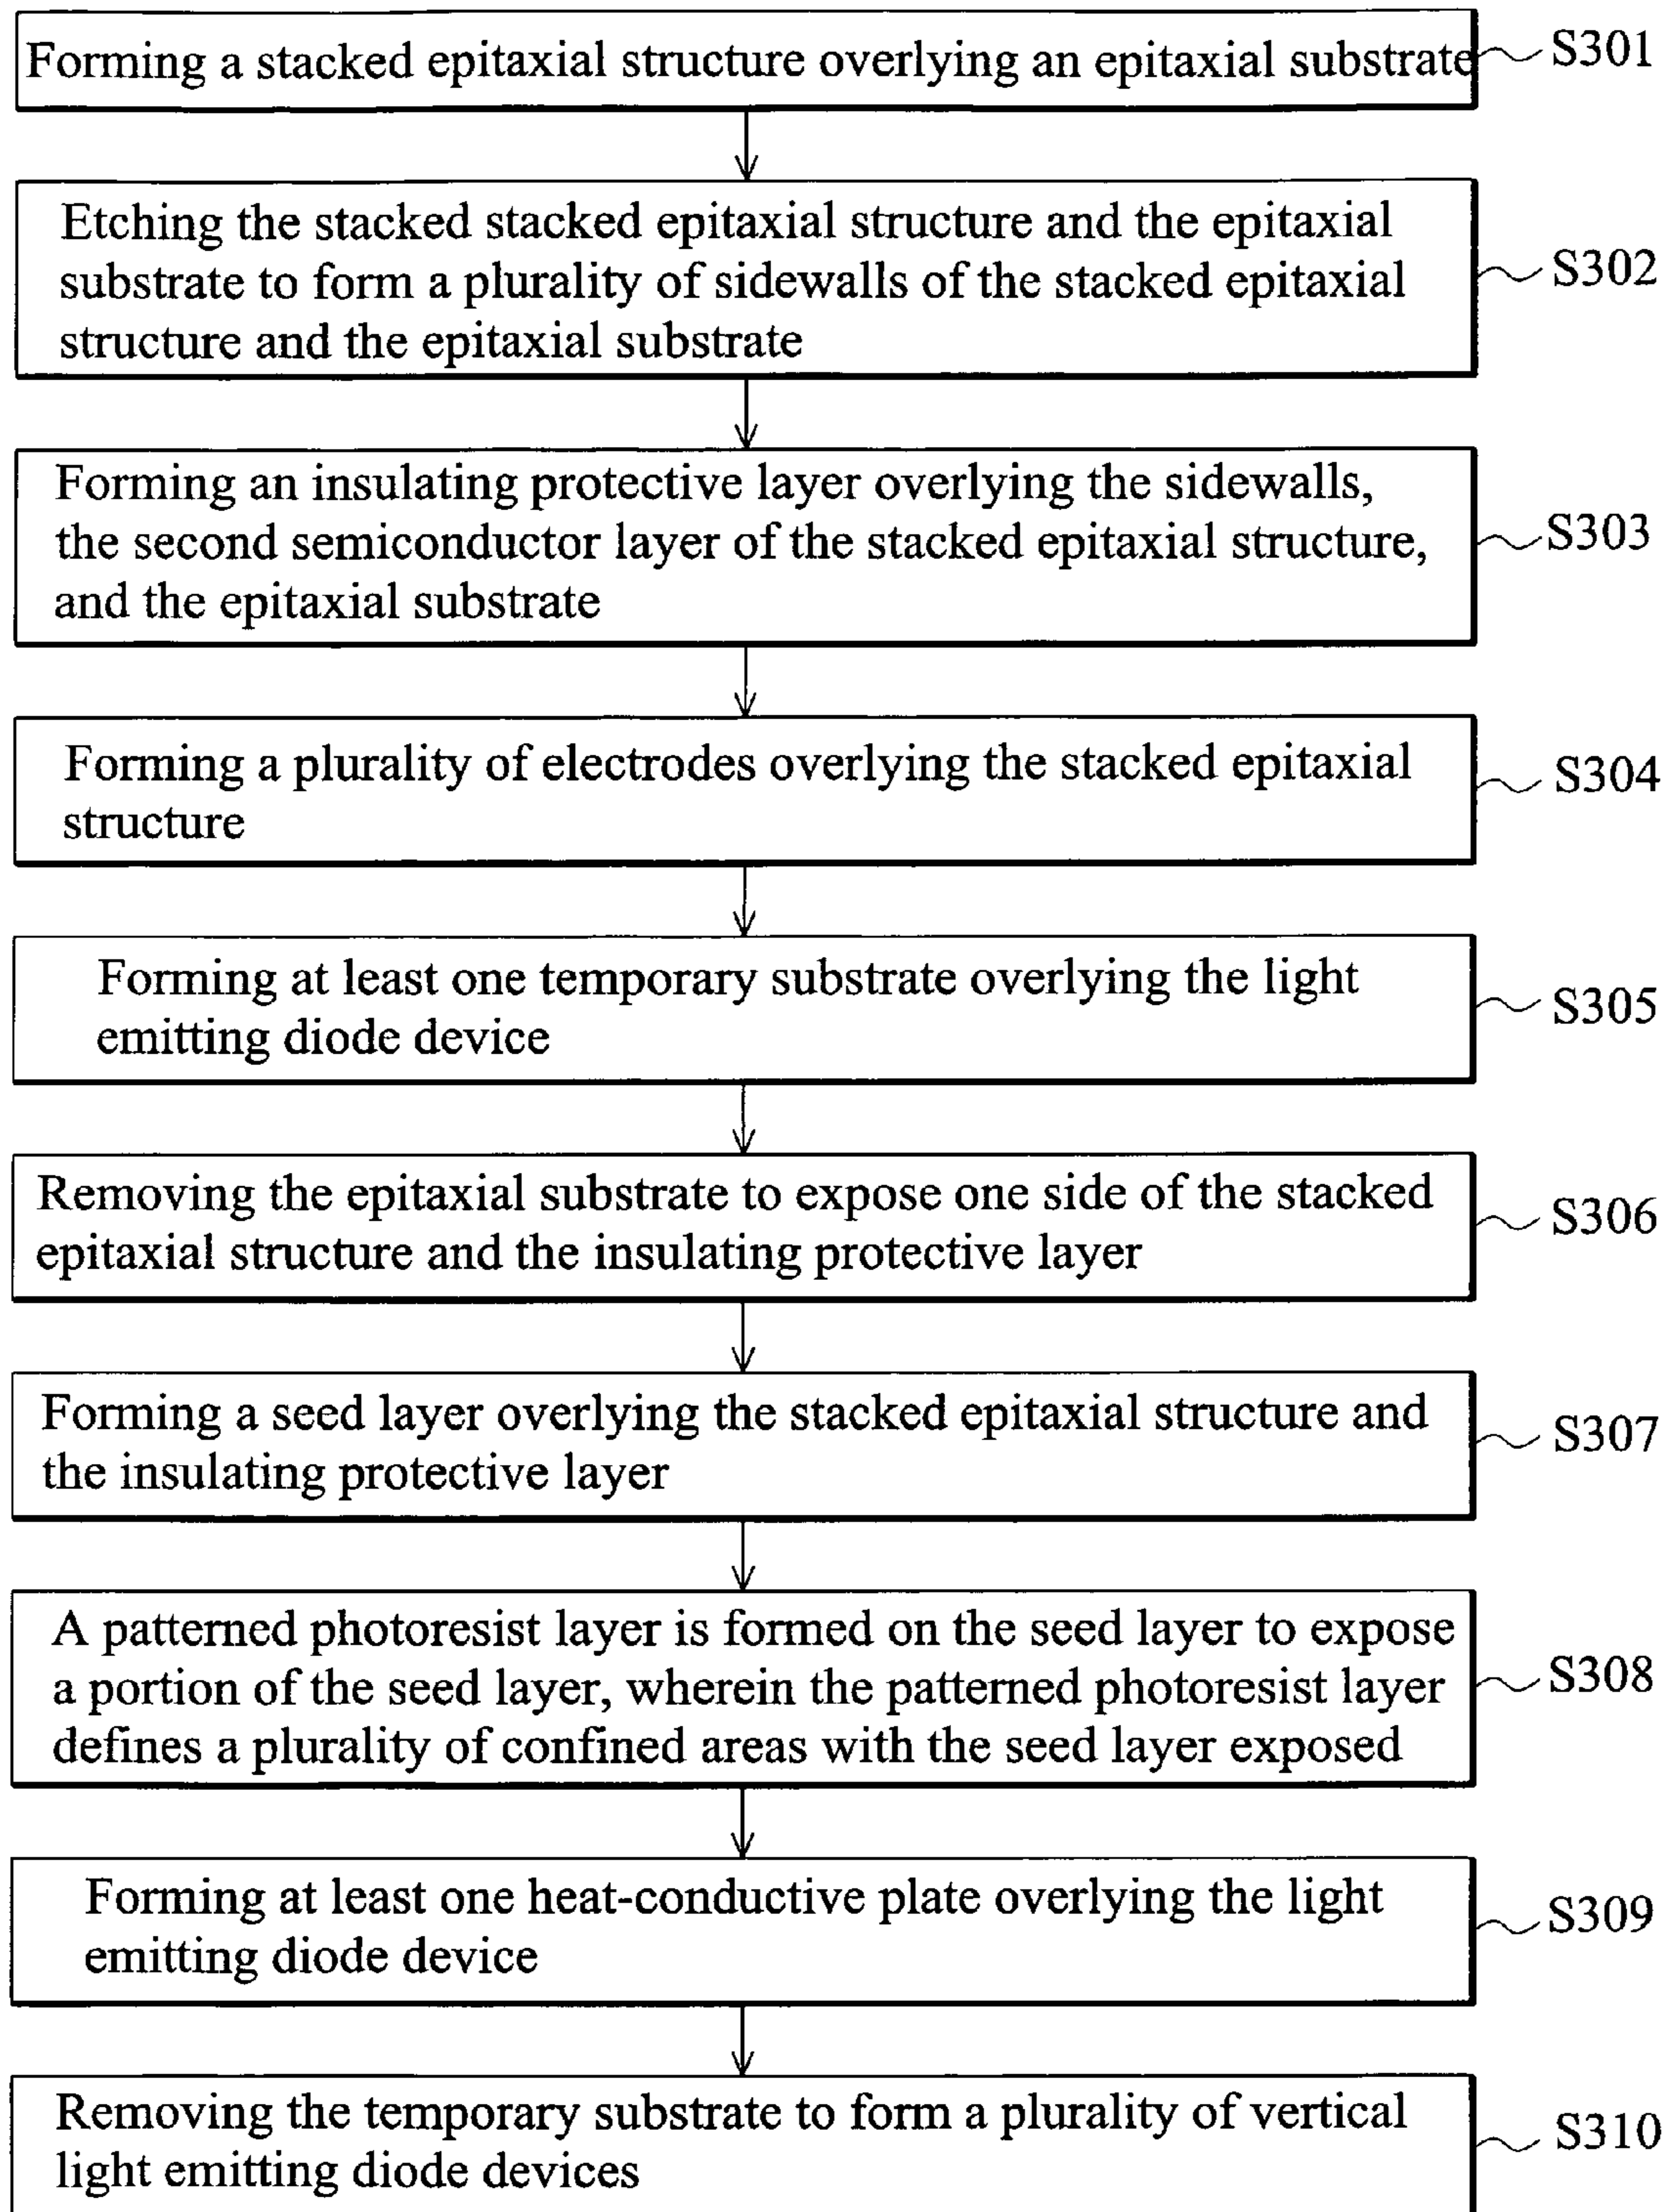 Forming a stacked epitaxial structure overlying an epitaxial substrate
S301
Etching the stacked stacked epitaxial structure and the epitaxial
substrate to form a plurality of sidewalls of the stacked epitaxial
structure and the epitaxial substrate
S302
Forming an insulating protective layer overlying the sidewalls,
the second semiconductor layer of the stacked epitaxial structure,
and the epitaxial substrate
S303
Forming a plurality of electrodes overlying the stacked epitaxial
structure
S304
Forming at least one temporary substrate overlying the light
emitting diode device
S305
Removing the epitaxial substrate to expose one side of the stacked
epitaxial structure and the insulating protective layer
S306
Forming a seed layer overlying the stacked epitaxial structure and
the insulating protective layer
S307
A patterned photoresist layer is formed on the seed layer to expose
a portion of the seed layer, wherein the patterned photoresist layer
defines a plurality of confined areas with the seed layer exposed
S308
Forming at least one heat-conductive plate overlying the light
emitting diode device
S309
Removing the temporary substrate to form a plurality of vertical
light emitting diode devices
S310